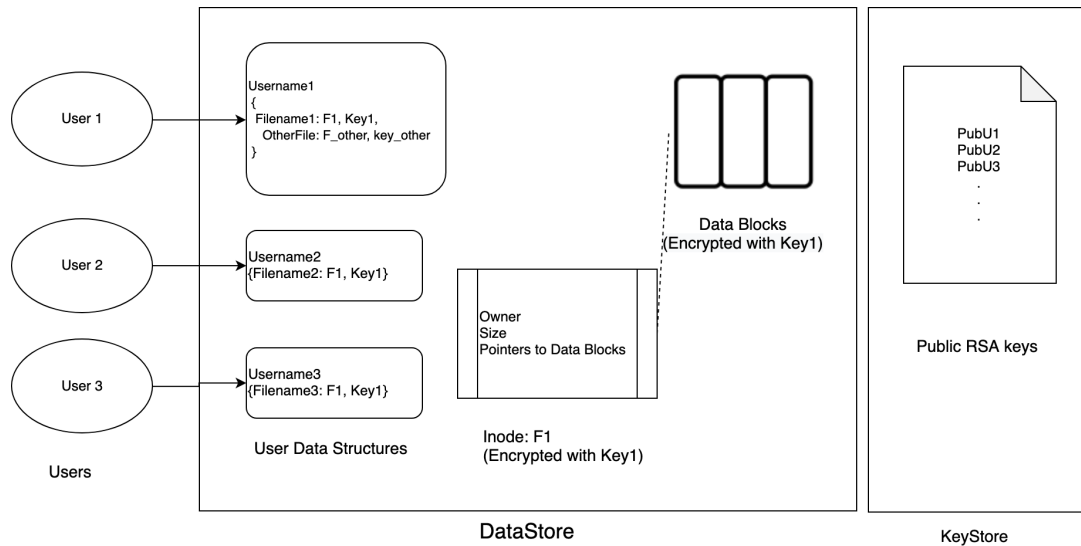 User 1
User 2
User 3
Users
Username1
{
Filename1: F1, Key1,
OtherFile: F_other, key_other
}
Username2
{Filename2: F1, Key1}
Username3
{Filename3: F1, Key1}
User Data Structures
Owner
Size
Pointers to Data Blocks
Inode: F1
(Encrypted with Key1)
Data Blocks
(Encrypted with Key1)
DataStore
PubU1
PubU2
PubU3
.
.
.
Public RSA keys
KeyStore